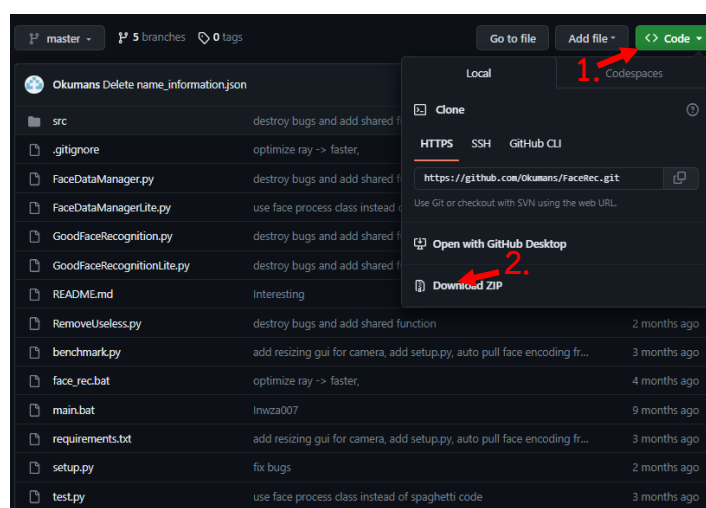 master 5 branches 0 tags Go to file Add file <> Code
1.
Local Codespaces
Okumans Delete name_information.json
Clone
HTTPS SSH GitHub CLI
https://github.com/Okumans/FaceRec.git
Use Git or checkout with SVN using the web URL.
Open with GitHub Desktop
2.
Download ZIP
src destroy bugs and add shared f
.gitignore optimize ray -> faster,
FaceDataManager.py destroy bugs and add shared f
FaceDataManagerLite.py use face process class instead
GoodFaceRecognition.py destroy bugs and add shared f
GoodFaceRecognitionLite.py destroy bugs and add shared f
README.md Interesting
RemoveUseless.py destroy bugs and add shared function 2 months ago
benchmark.py add resizing gui for camera, add setup.py, auto pull face encoding fr... 3 months ago
face_rec.bat optimize ray -> faster, 4 months ago
main.bat lnwza007 9 months ago
requirements.txt add resizing gui for camera, add setup.py, auto pull face encoding fr... 3 months ago
setup.py fix bugs 2 months ago
test.py use face process class instead of spaghetti code 3 months ago